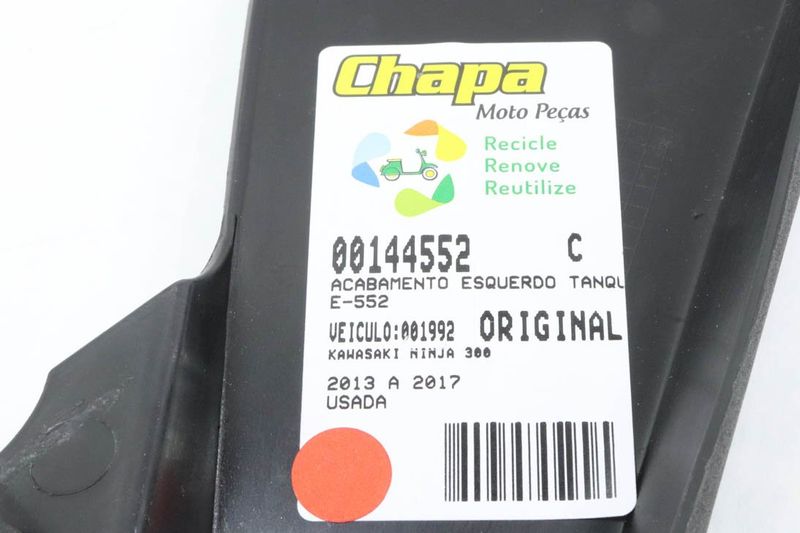 Chapa
Moto Peças
Recicle
Renove
Reutilize
00144552 C
ACABAMENTO ESQUERDO TANQU
E-552
VEICULO:001992 ORIGINAL
KAWASAKI NINJA 300
2013 A 2017
USADA